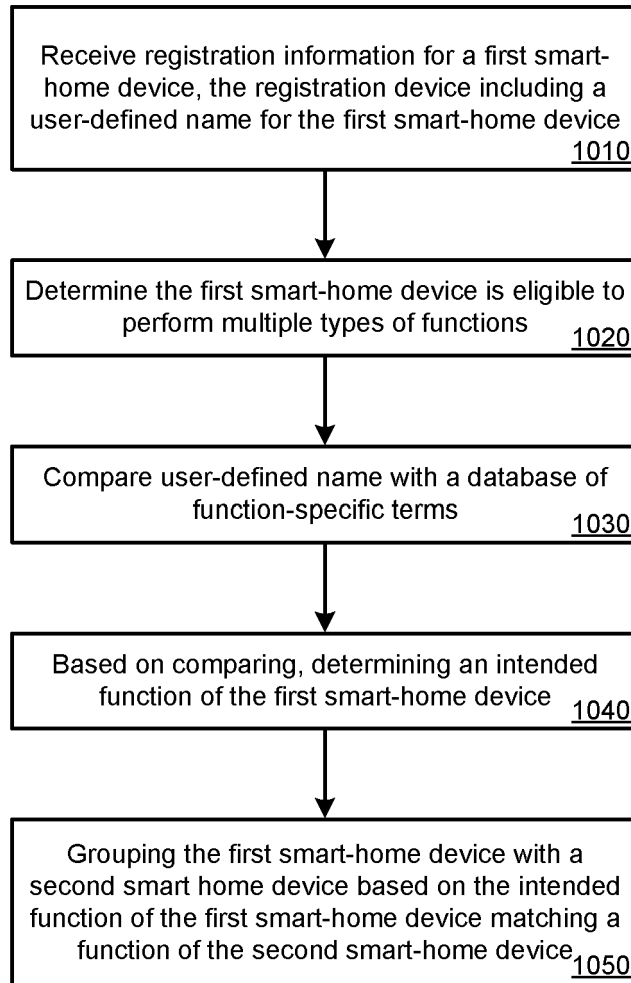 Receive registration information for a first smart-
home device, the registration device including a
user-defined name for the first smart-home device
1010
Determine the first smart-home device is eligible to
perform multiple types of functions
1020
Compare user-defined name with a database of
function-specific terms
1030
Based on comparing, determining an intended
function of the first smart-home device
1040
Grouping the first smart-home device with a
second smart home device based on the intended
function of the first smart-home device matching a
function of the second smart-home device
1050